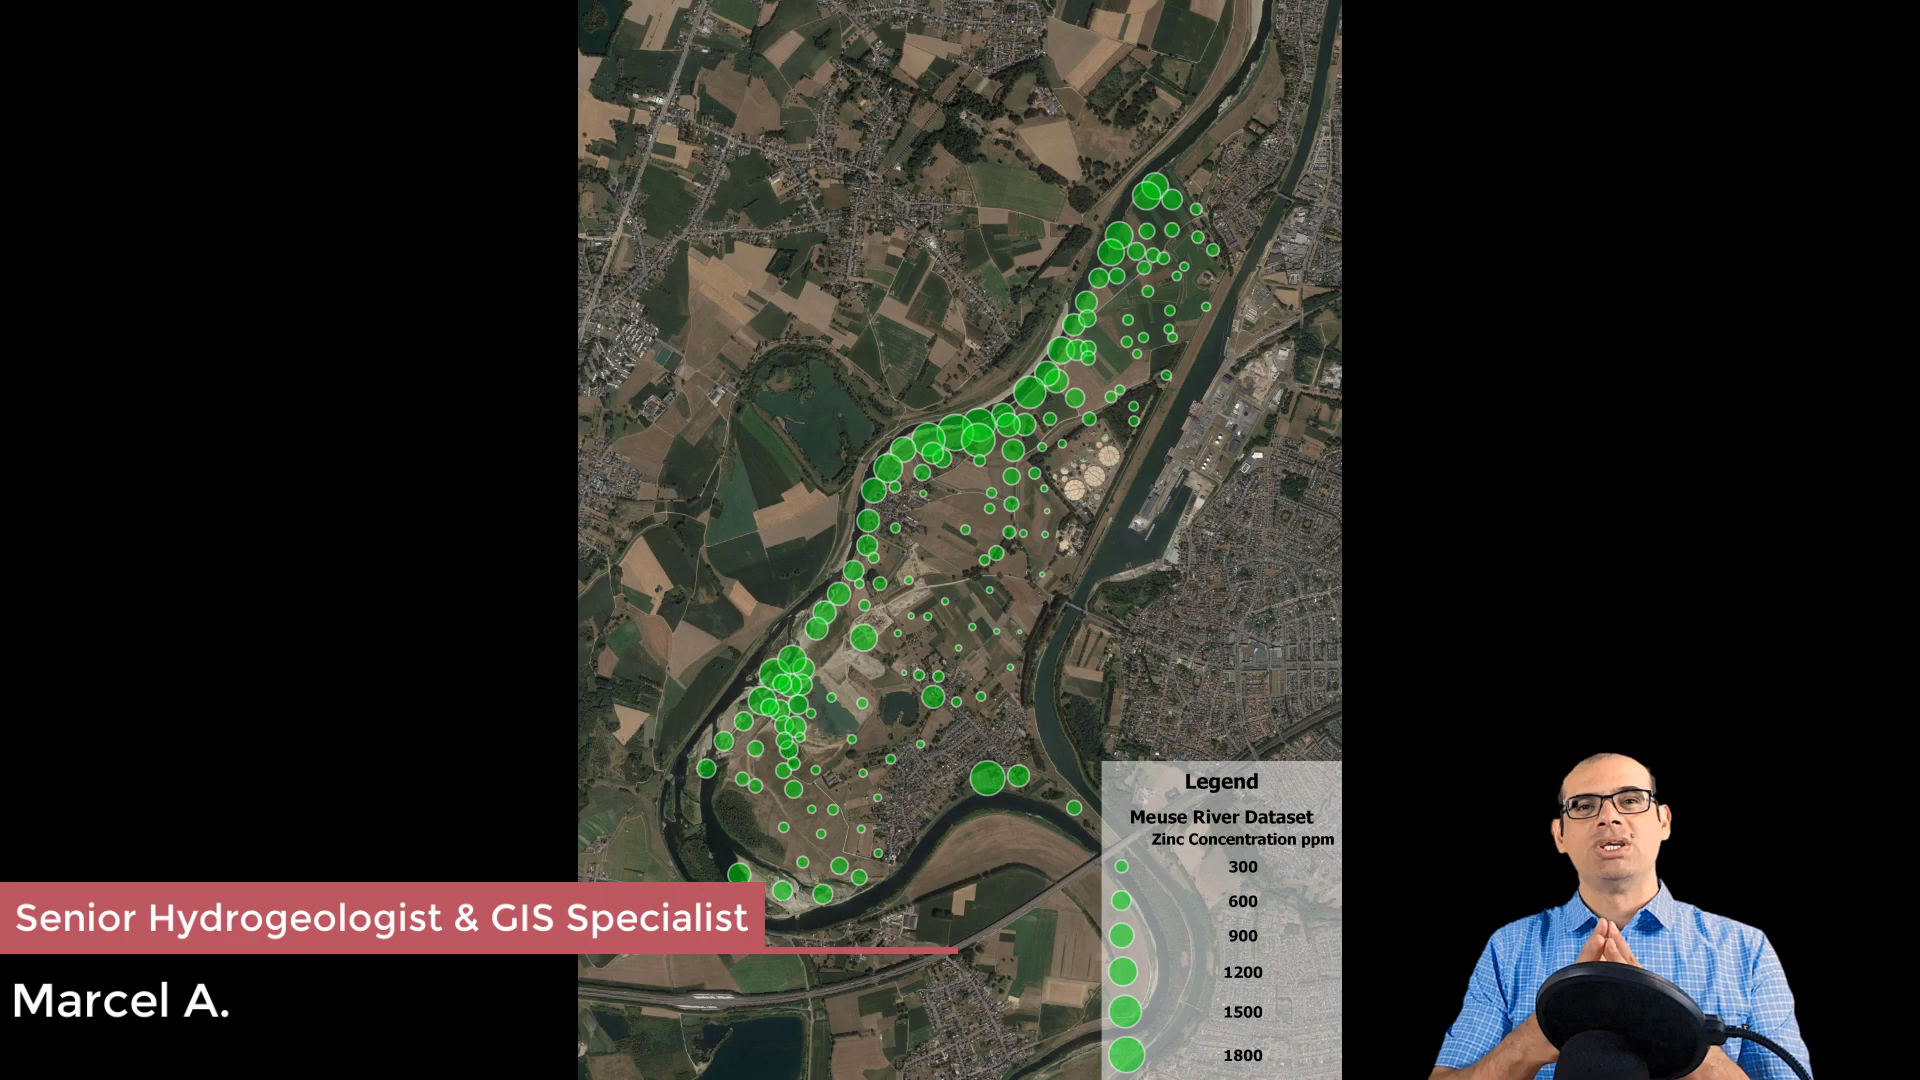 Legend
Meuse River Dataset
Zinc Concentration ppm
300
600
900
1200
1500
1800
Senior Hydrogeologist & GIS Specialist
Marcel A.